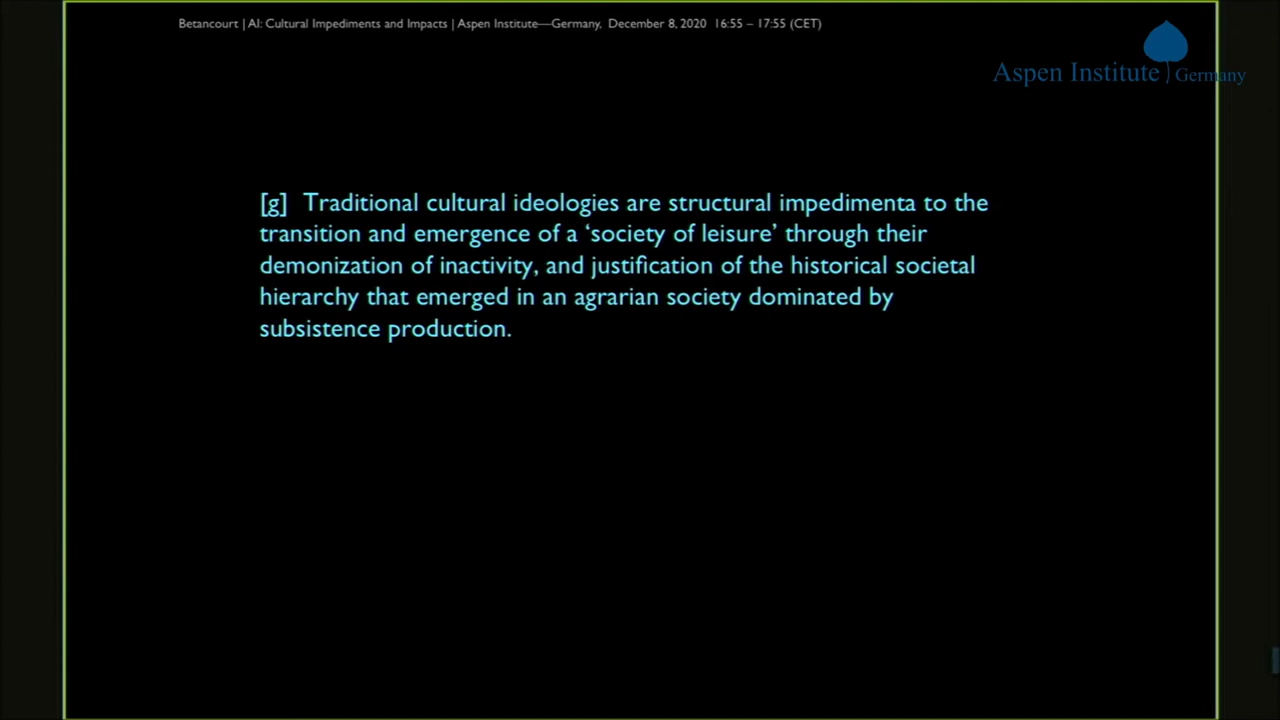 Betancourt | AI: Cultural Impediments and Impacts | Aspen Institute—Germany, December 8, 2020 16:55 – 17:55 (CET)
Aspen Institute Germany
[g] Traditional cultural ideologies are structural impedimenta to the
transition and emergence of a ‘society of leisure’ through their
demonization of inactivity, and justification of the historical societal
hierarchy that emerged in an agrarian society dominated by
subsistence production.